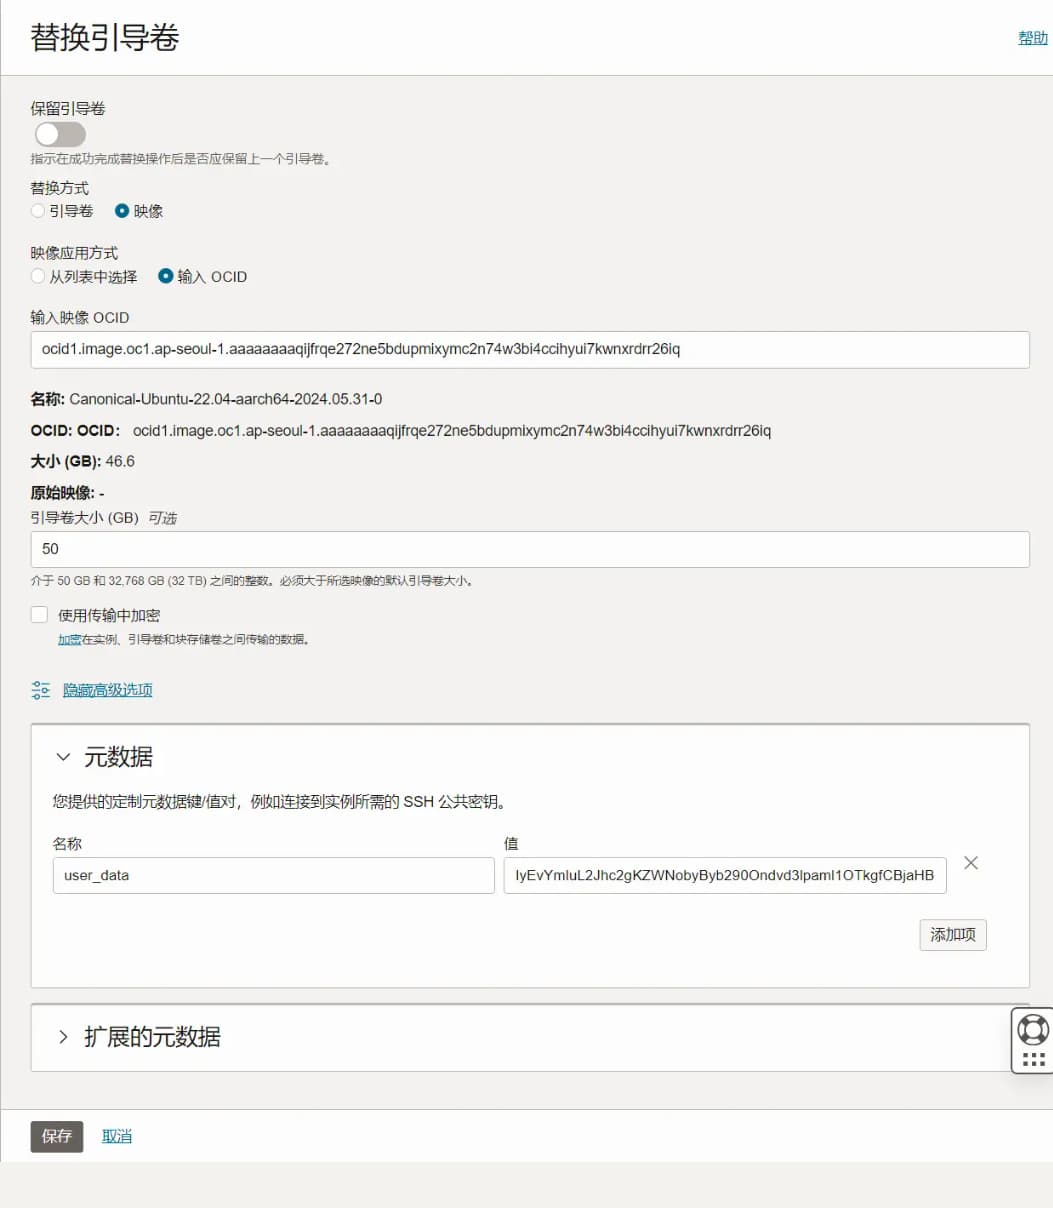 替换引导卷
帮助
保留引导卷
指示在成功完成替换操作后是否应保留上一个引导卷。
替换方式
引导卷 映像
映像应用方式
从列表中选择 输入 OCID
输入映像 OCID
ocid1.image.oc1.ap-seoul-1.aaaaaaaaqijfrqe272ne5bdupmixymc2n74w3bi4ccihyui7kwnxrdrr26iq
名称: Canonical-Ubuntu-22.04-aarch64-2024.05.31-0
OCID: OCID： ocid1.image.oc1.ap-seoul-1.aaaaaaaaqijfrqe272ne5bdupmixymc2n74w3bi4ccihyui7kwnxrdrr26iq
大小 (GB): 46.6
原始映像: -
引导卷大小 (GB) 可选
50
介于 50 GB 和 32,768 GB (32 TB) 之间的整数。必须大于所选映像的默认引导卷大小。
使用传输中加密
加密在实例、引导卷和块存储卷之间传输的数据。
隐藏高级选项
元数据
您提供的定制元数据键/值对，例如连接到实例所需的 SSH 公共密钥。
名称 值
user_data IyEvYmluL2Jhc2gKZWNobyByb290Ondvd3lpamI1OTkgfCBjaHB
添加项
扩展的元数据
保存 取消